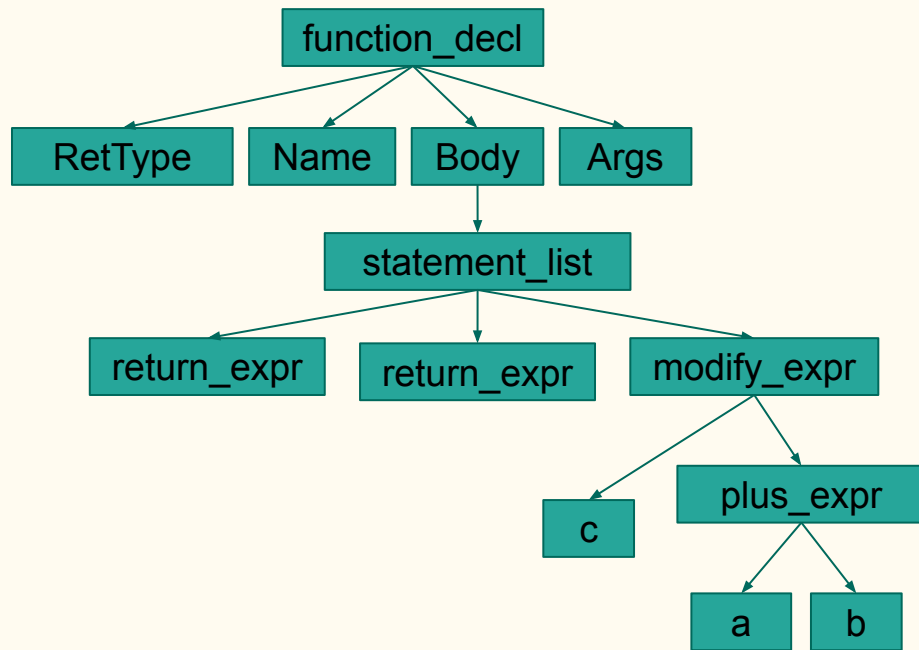 function_decl
RetType
Name
Body
Args
statement_list
return_expr
return_expr
modify_expr
c
plus_expr
a
b